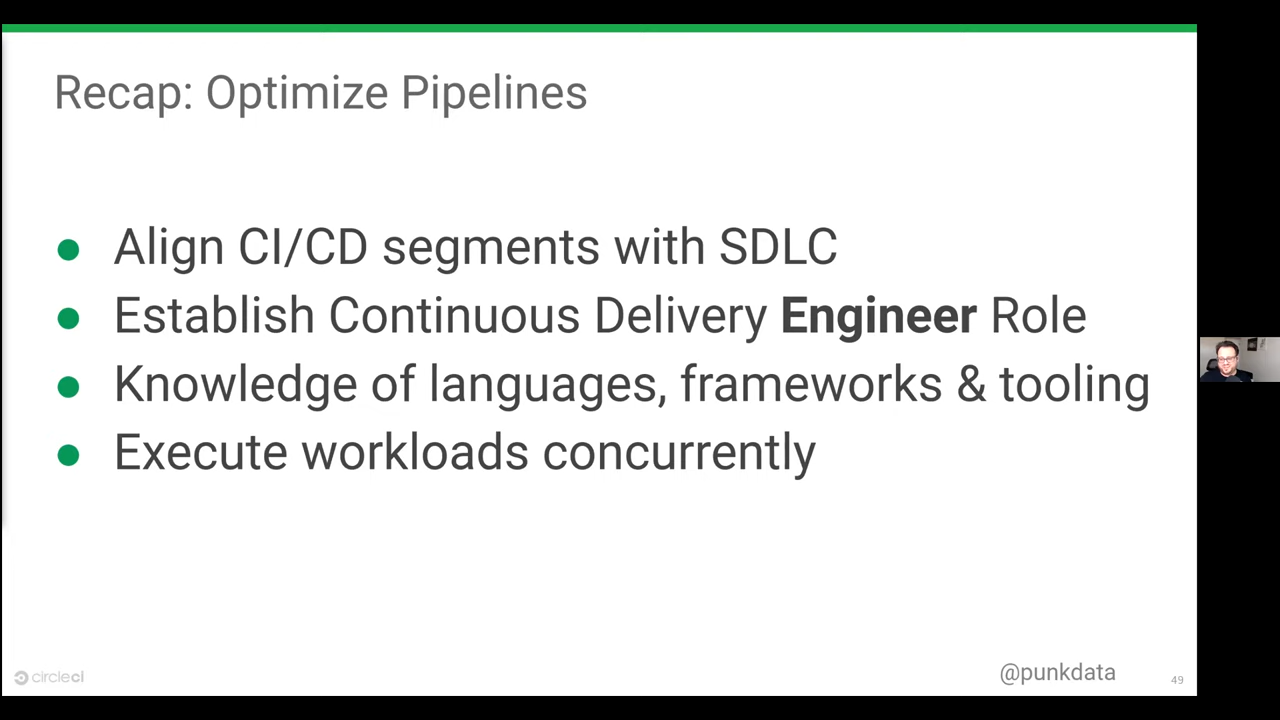 Recap: Optimize Pipelines
● Align CI/CD segments with SDLC
● Establish Continuous Delivery Engineer Role
● Knowledge of languages, frameworks & tooling
● Execute workloads concurrently
circleci
@punkdata
49